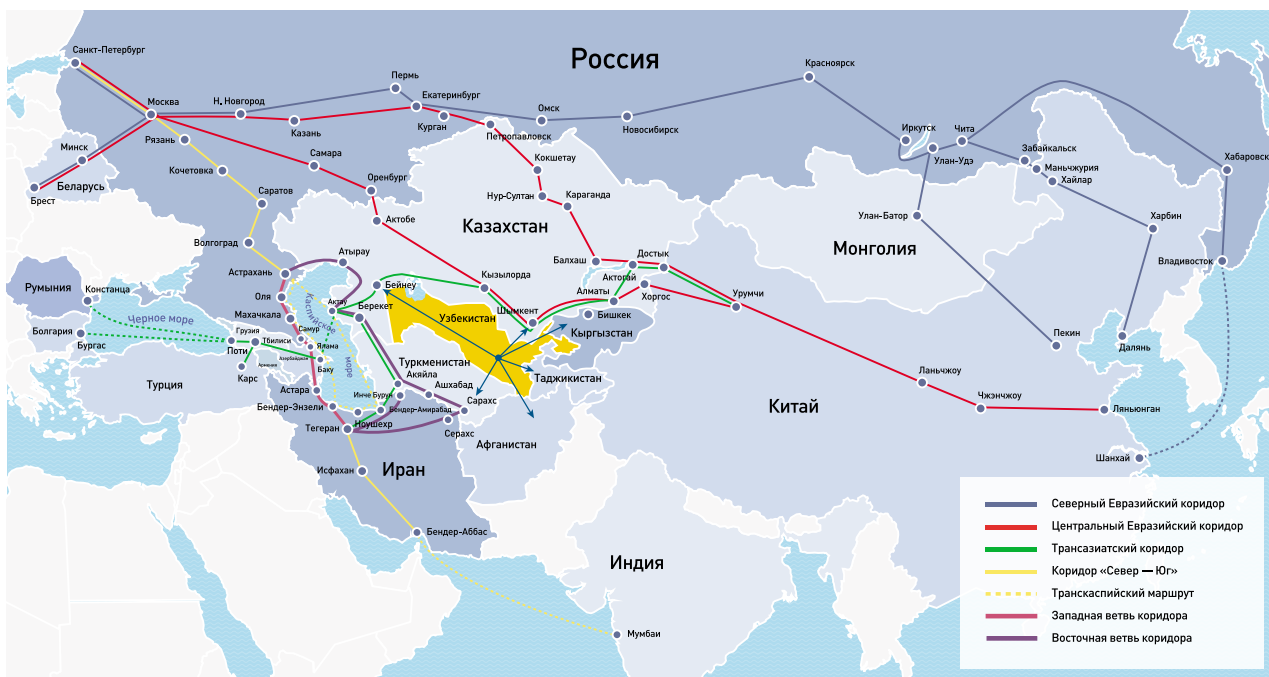 Санкт-Петербург
Россия
Красноярск
Пермь
Москва
Н. Новгород
Екатеринбург
Омск
Казань
Курган
Новосибирск
Петропавловск
Иркутск
Чита
Рязань
Минск
Улан-Удэ
Забайкальск
Хабаровск
Кочетовка
Самара
Кокшетау
Маньчжурия
Хайлар
Беларусь
Оренбург
Брест
Саратов
Нур-Султан
Караганда
Актобе
Улан-Батор
Харбин
Казахстан
Волгоград
Монголия
Атырау
Балхаш
Достык
Владивосток
Астрахань
Актогай
Кызылорда
Румыния
Констанца
Бейнеу
Алматы
Хоргос
Урумчи
Оля
Каспийское
море
Актау
Берекет
Шымкент
Бишкек
Махачкала
Узбекистан
Черное море
Самур
Кыргызстан
Болгария
Грузия
Тбилиси
Ялама
Пекин
Далянь
Бургас
Поти
Азербайджан
Армения
Баку
Туркменистан
Акяйла
Карс
Таджикистан
Ланьчжоу
Турция
Астара
Инче Бурун
Ашхабад
Сарахс
Чжэнчжоу
Китай
Ляньюнган
Бендер-Энзели
Бендер-Амирабад
Тегеран
Ноушехр
Серахс
Афганистан
Шанхай
Исфахан
Иран
Бендер-Аббас
Индия
Мумбаи
Северный Евразийский коридор
Центральный Евразийский коридор
Трансазиатский коридор
Коридор «Север — Юг»
Транскаспийский маршрут
Западная ветвь коридора
Восточная ветвь коридора